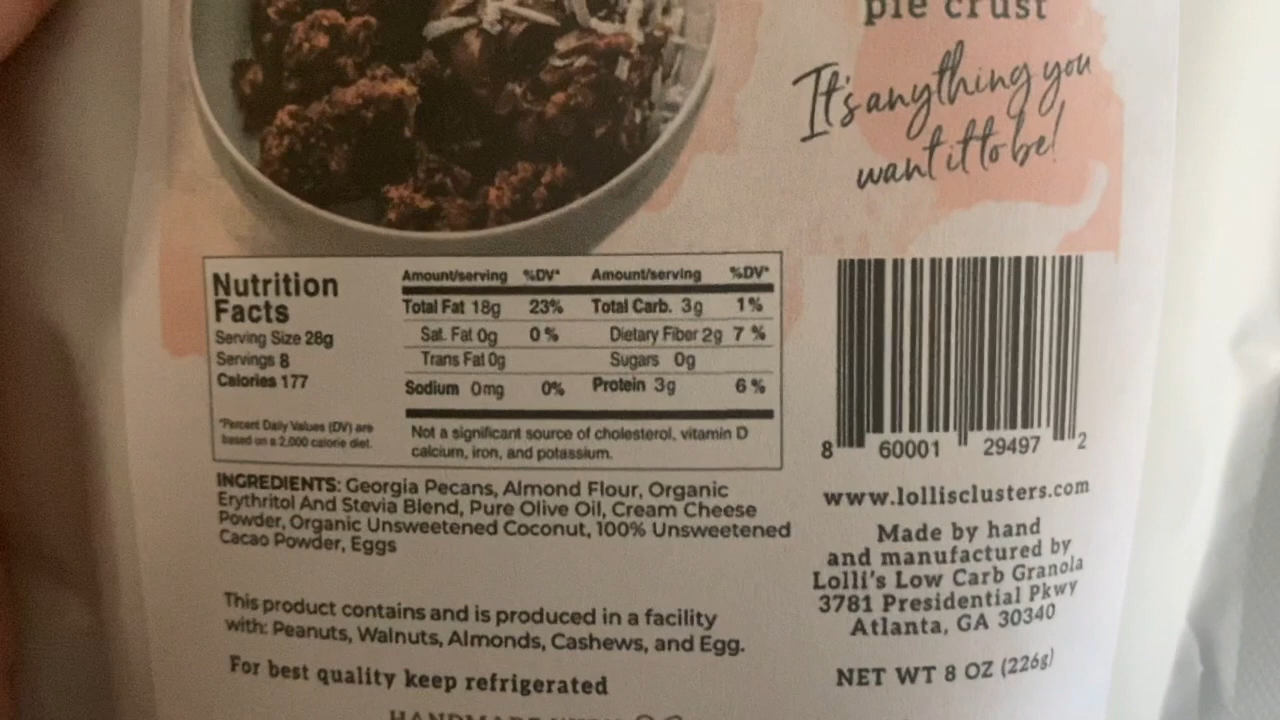 pie crust
It's anything you
want it to be!
Nutrition
Facts
Serving Size 28g
Servings 8
Calories 177
*Percent Daily Values (DV) are
based on a 2,000 calorie diet.
Amount/serving %DV*
Total Fat 18g 23%
Sat. Fat 0g 0%
Trans Fat 0g
Sodium 0mg 0%
Amount/serving %DV*
Total Carb. 3g 1%
Dietary Fiber 2g 7%
Sugars 0g
Protein 3g 6%
Not a significant source of cholesterol, vitamin D
calcium, iron, and potassium.
INGREDIENTS: Georgia Pecans, Almond Flour, Organic
Erythritol And Stevia Blend, Pure Olive Oil, Cream Cheese
Powder, Organic Unsweetened Coconut, 100% Unsweetened
Cacao Powder, Eggs
This product contains and is produced in a facility
with: Peanuts, Walnuts, Almonds, Cashews, and Egg.
For best quality keep refrigerated
8 60001 29497 2
www.lollisclusters.com
Made by hand
and manufactured by
Lolli's Low Carb Granola
3781 Presidential Pkwy
Atlanta, GA 30340
NET WT 8 OZ (226g)